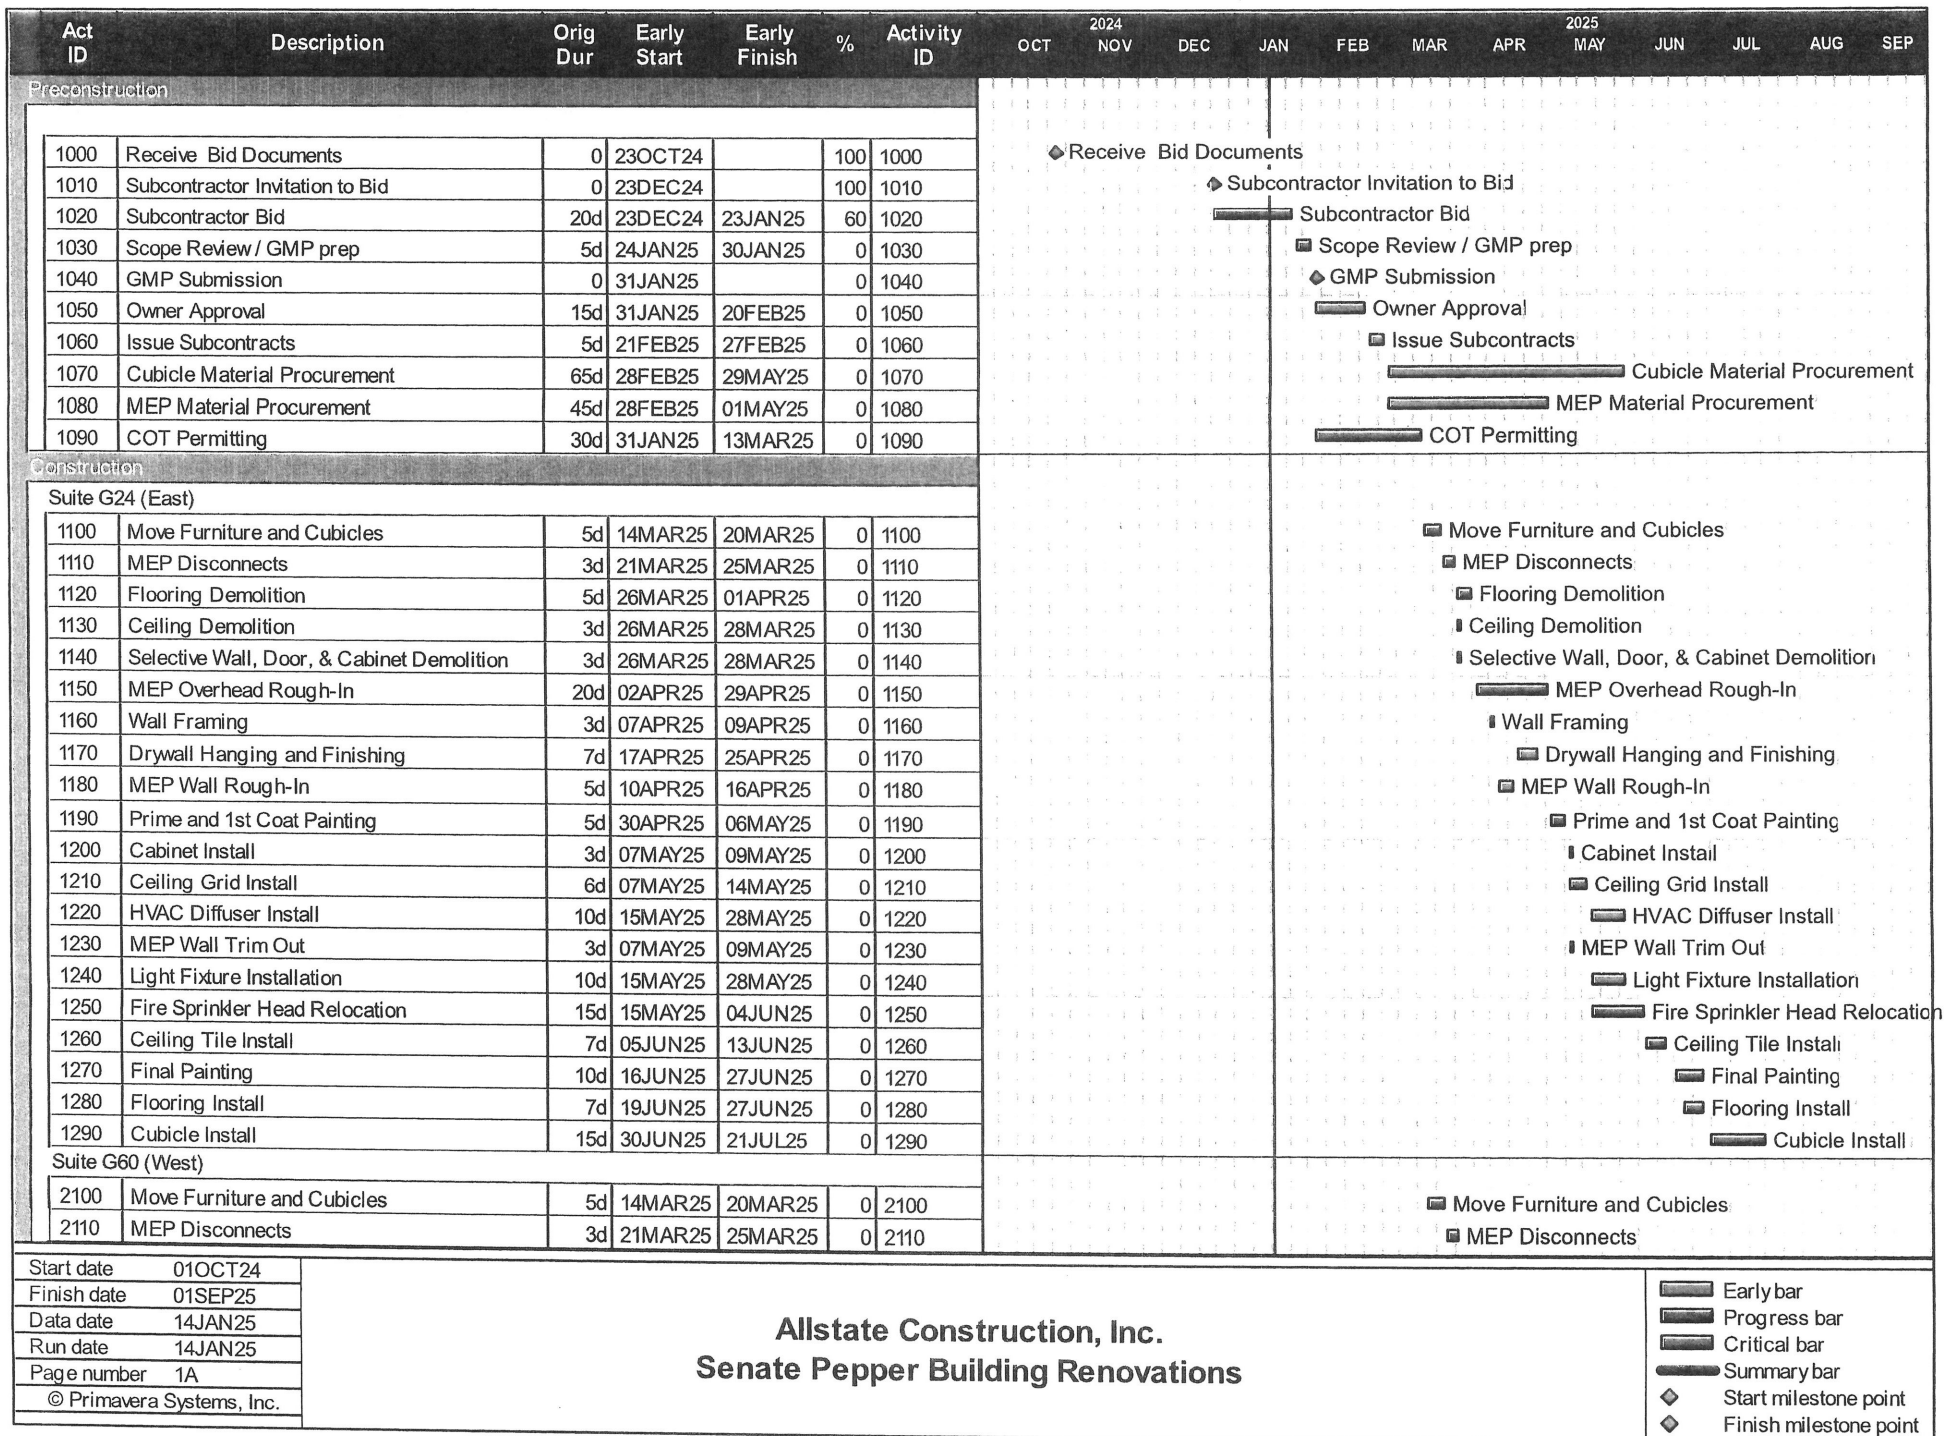 Act ID Description Orig Dur Early Start Early Finish % Activity ID 2024 OCT NOV DEC 2025 JAN FEB MAR APR MAY JUN JUL AUG SEP
Preconstruction
1000 Receive Bid Documents 0 23OCT24 100 1000 Receive Bid Documents
1010 Subcontractor Invitation to Bid 0 23DEC24 100 1010 Subcontractor Invitation to Bid
1020 Subcontractor Bid 20d 23DEC24 23JAN25 60 1020 Subcontractor Bid
1030 Scope Review / GMP prep 5d 24JAN25 30JAN25 0 1030 Scope Review / GMP prep
1040 GMP Submission 0 31JAN25 0 1040 GMP Submission
1050 Owner Approval 15d 31JAN25 20FEB25 0 1050 Owner Approval
1060 Issue Subcontracts 5d 21FEB25 27FEB25 0 1060 Issue Subcontracts
1070 Cubicle Material Procurement 65d 28FEB25 29MAY25 0 1070 Cubicle Material Procurement
1080 MEP Material Procurement 45d 28FEB25 01MAY25 0 1080 MEP Material Procurement
1090 COT Permitting 30d 31JAN25 13MAR25 0 1090 COT Permitting
Construction
Suite G24 (East)
1100 Move Furniture and Cubicles 5d 14MAR25 20MAR25 0 1100 Move Furniture and Cubicles
1110 MEP Disconnects 3d 21MAR25 25MAR25 0 1110 MEP Disconnects
1120 Flooring Demolition 5d 26MAR25 01APR25 0 1120 Flooring Demolition
1130 Ceiling Demolition 3d 26MAR25 28MAR25 0 1130 Ceiling Demolition
1140 Selective Wall, Door, & Cabinet Demolition 3d 26MAR25 28MAR25 0 1140 Selective Wall, Door, & Cabinet Demolition
1150 MEP Overhead Rough-In 20d 02APR25 29APR25 0 1150 MEP Overhead Rough-In
1160 Wall Framing 3d 07APR25 09APR25 0 1160 Wall Framing
1170 Drywall Hanging and Finishing 7d 17APR25 25APR25 0 1170 Drywall Hanging and Finishing
1180 MEP Wall Rough-In 5d 10APR25 16APR25 0 1180 MEP Wall Rough-In
1190 Prime and 1st Coat Painting 5d 30APR25 06MAY25 0 1190 Prime and 1st Coat Painting
1200 Cabinet Install 3d 07MAY25 09MAY25 0 1200 Cabinet Install
1210 Ceiling Grid Install 6d 07MAY25 14MAY25 0 1210 Ceiling Grid Install
1220 HVAC Diffuser Install 10d 15MAY25 28MAY25 0 1220 HVAC Diffuser Install
1230 MEP Wall Trim Out 3d 07MAY25 09MAY25 0 1230 MEP Wall Trim Out
1240 Light Fixture Installation 10d 15MAY25 28MAY25 0 1240 Light Fixture Installation
1250 Fire Sprinkler Head Relocation 15d 15MAY25 04JUN25 0 1250 Fire Sprinkler Head Relocation
1260 Ceiling Tile Install 7d 05JUN25 13JUN25 0 1260 Ceiling Tile Install
1270 Final Painting 10d 16JUN25 27JUN25 0 1270 Final Painting
1280 Flooring Install 7d 19JUN25 27JUN25 0 1280 Flooring Install
1290 Cubicle Install 15d 30JUN25 21JUL25 0 1290 Cubicle Install
Suite G60 (West)
2100 Move Furniture and Cubicles 5d 14MAR25 20MAR25 0 2100 Move Furniture and Cubicles
2110 MEP Disconnects 3d 21MAR25 25MAR25 0 2110 MEP Disconnects
Start date 01OCT24
Finish date 01SEP25
Data date 14JAN25
Run date 14JAN25
Page number 1A
© Primavera Systems, Inc.
Allstate Construction, Inc.
Senate Pepper Building Renovations
Early bar
Progress bar
Critical bar
Summary bar
Start milestone point
Finish milestone point